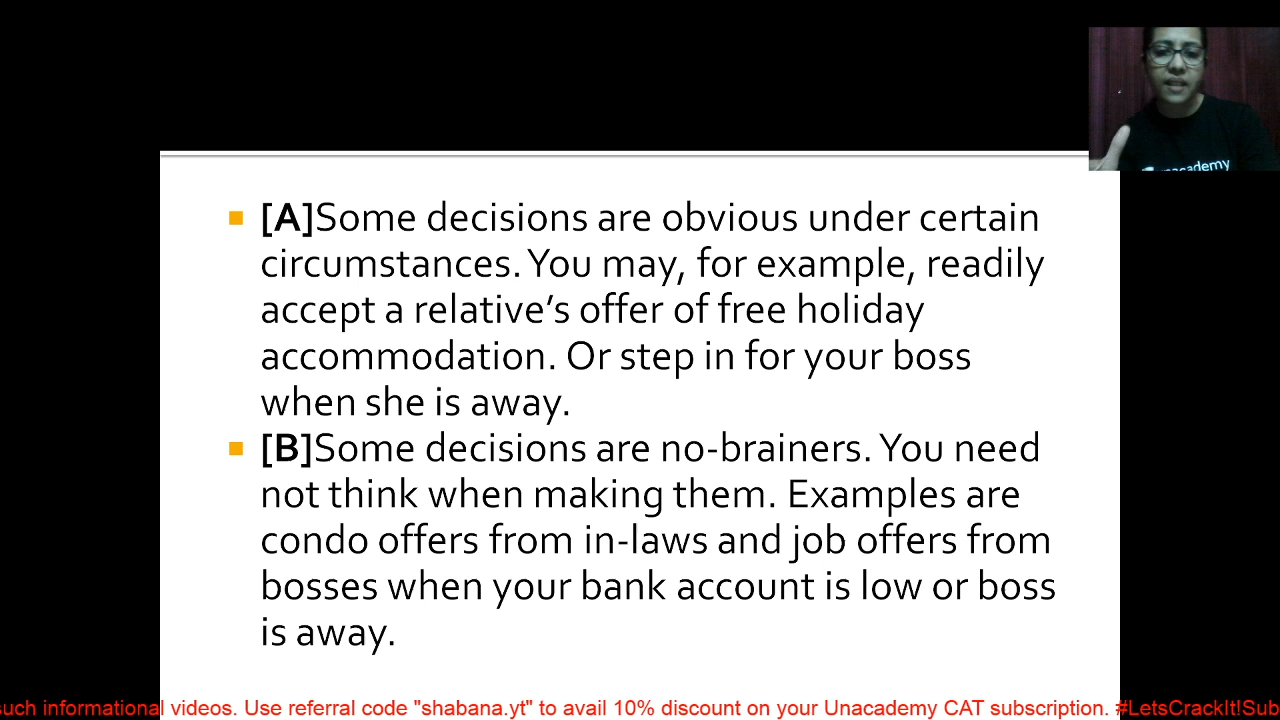 [A]Some decisions are obvious under certain
circumstances. You may, for example, readily
accept a relative’s offer of free holiday
accommodation. Or step in for your boss
when she is away.
[B]Some decisions are no-brainers. You need
not think when making them. Examples are
condo offers from in-laws and job offers from
bosses when your bank account is low or boss
is away.
such informational videos. Use referral code "shabana.yt" to avail 10% discount on your Unacademy CAT subscription. #LetsCrackIt!Sub